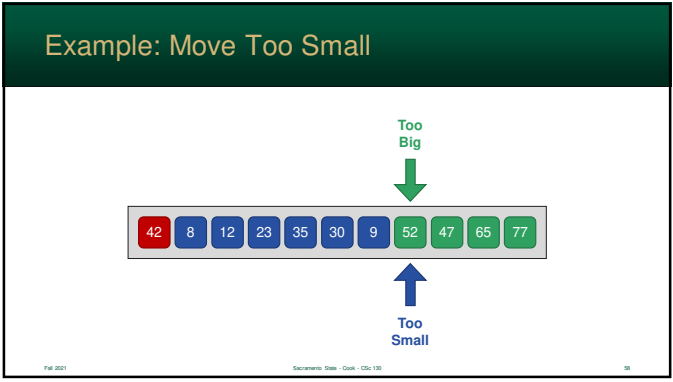 Example: Move Too Small
Too
Big
42 8 12 23 35 30 9 52 47 65 77
Too
Small
Fall 2021 Sacramento State - Cook - CSc 130 58